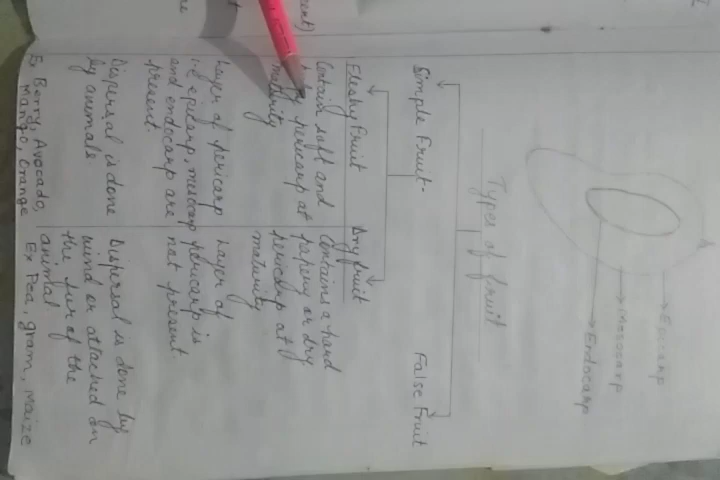 cent)
→ Epicarp
→ Mesocarp
→ Endocarp
Types of fruit
Simple Fruit
False Fruit
Fleshy Fruit
Contain soft and
pericarp at
maturity
Layer of pericarp
i.e epicarp, mesocarp
and endocarp are
present.
Dispersal is done
by animals
Ex Berry, Avocado,
Mango, Orange
Dry fruit
Contains a hard
papery or dry
pericarp at
maturity
Layer of
pericarp is
not present.
Dispersal is done by
wind or attached on
the fur of the
animal
Ex Pea, gram, Maize